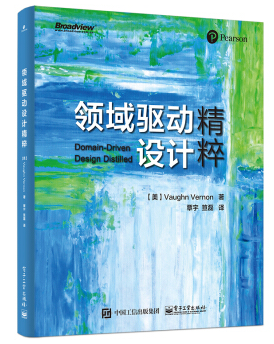 Broadview
Pearson
领域驱动精粹
设计
Domain-Driven
Design Distilled
【美】Vaughn Vernon 著
覃宇 笪磊 译
中国工信出版集团
电子工业出版社
领域驱动设计精粹